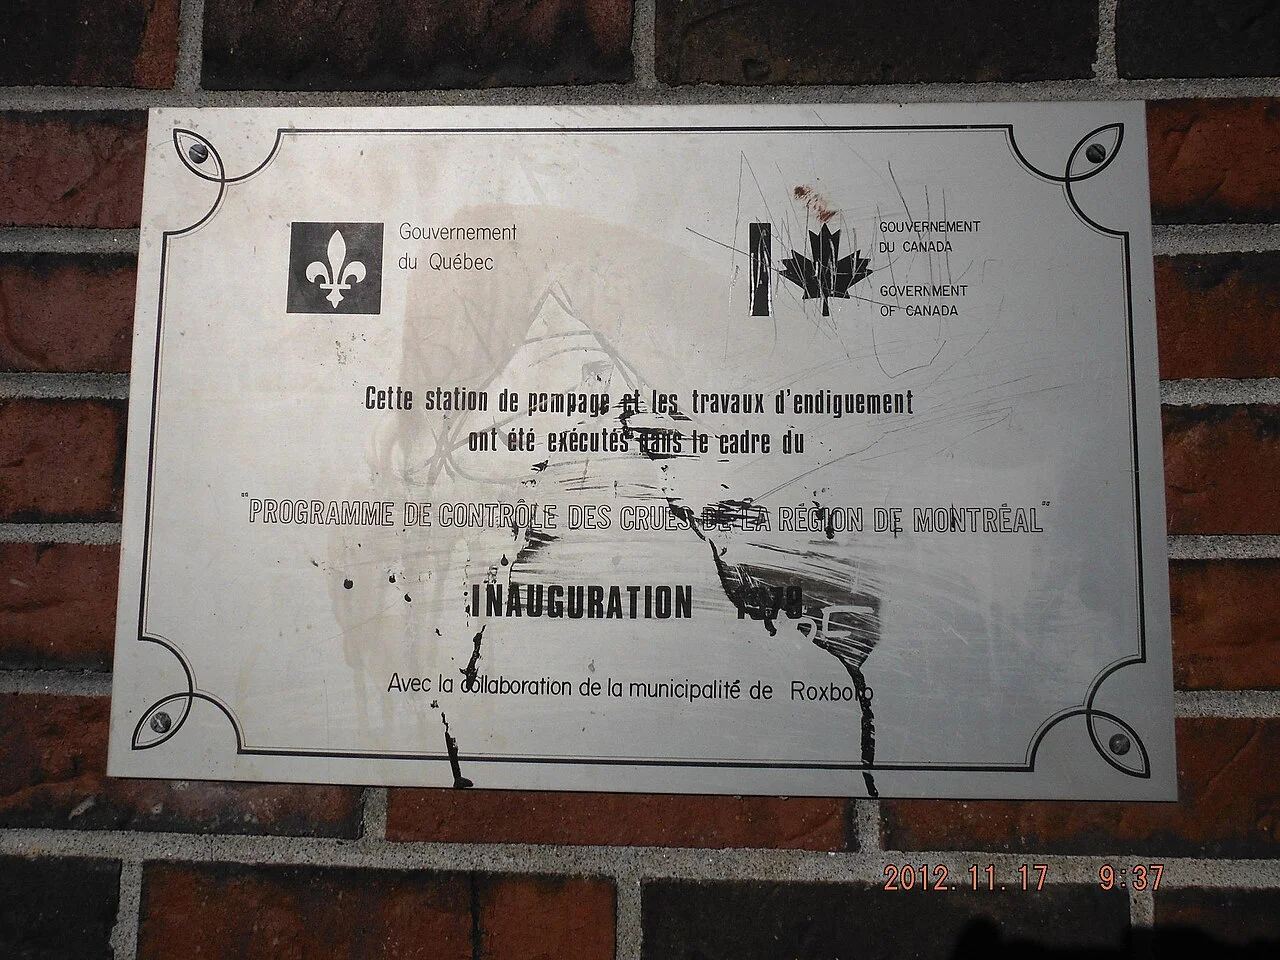 Gouvernement
du Québec
GOUVERNEMENT
DU CANADA
GOVERNMENT
OF CANADA
Cette station de pompage et les travaux d'endiguement
ont été exécutés dans le cadre du
"PROGRAMME DE CONTRÔLE DES CRUES DE LA RÉGION DE MONTRÉAL"
INAUGURATION 1979
Avec la collaboration de la municipalité de Roxboro
2012.11.17 9:37